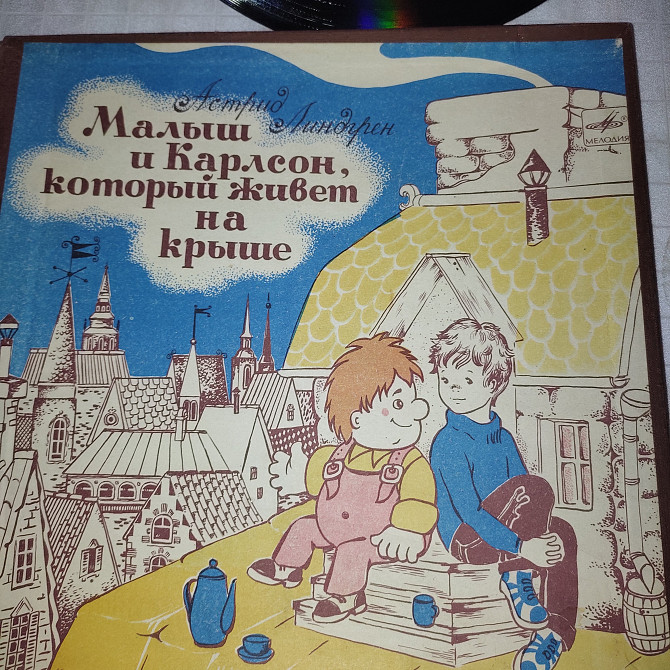 Астрид
Линдгрен
Малыш
и Карлсон,
который живет
на
крыше
МЕЛОДИЯ